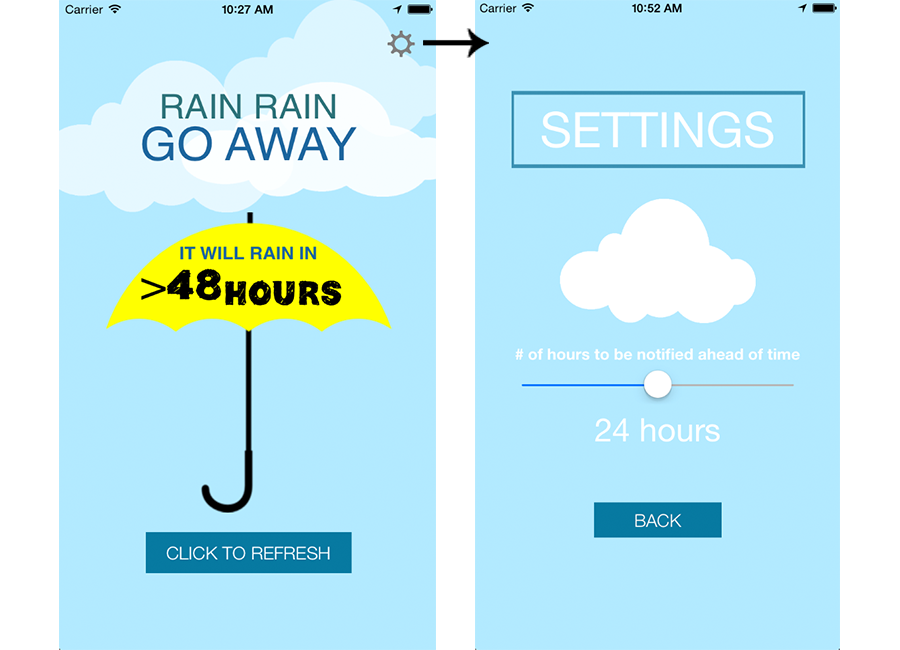 Carrier 10:27 AM
RAIN RAIN
GO AWAY
IT WILL RAIN IN
>48HOURS
CLICK TO REFRESH
Carrier 10:52 AM
SETTINGS
# of hours to be notified ahead of time
24 hours
BACK